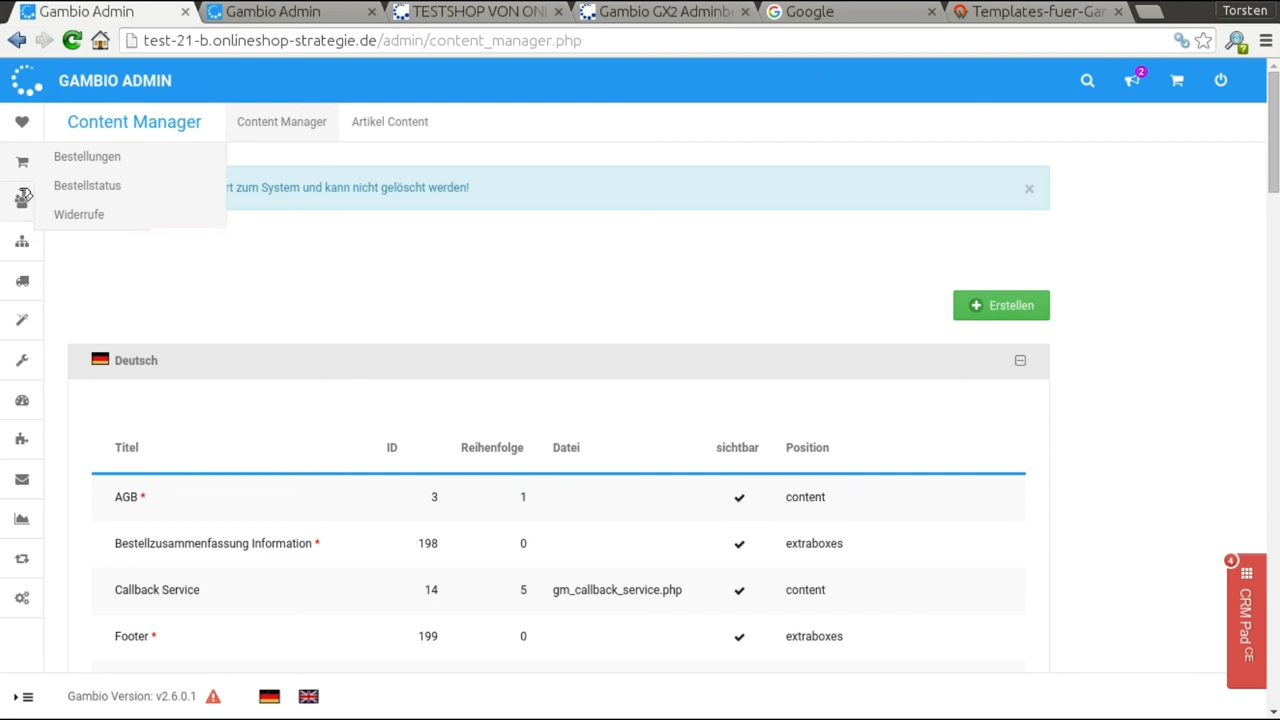 Gambio Admin
Gambio Admin
TESTSHOP VON ONL
Gambio GX2 Adminb
Google
Templates-fuer-Gar
Torsten
test-21-b.onlineshop-strategie.de/admin/content_manager.php
GAMBIO ADMIN
2
Content Manager
Content Manager
Artikel Content
Bestellungen
Bestellstatus
Widerrufe
rt zum System und kann nicht gelöscht werden!
Erstellen
Deutsch
Titel ID Reihenfolge Datei sichtbar Position
AGB * 3 1 content
Bestellzusammenfassung Information * 198 0 extraboxes
Callback Service 14 5 gm_callback_service.php content
Footer * 199 0 extraboxes
4
CRM Pad CE
Gambio Version: v2.6.0.1